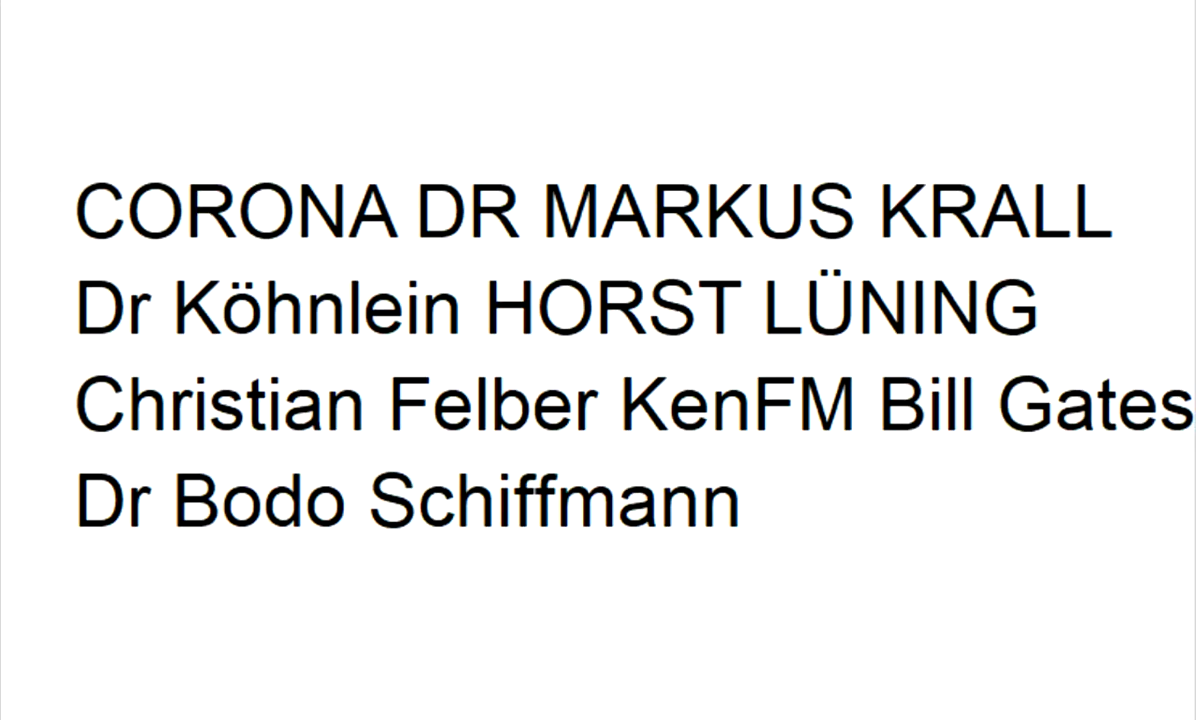 CORONA DR MARKUS KRALL
Dr Köhnlein HORST LÜNING
Christian Felber KenFM Bill Gates
Dr Bodo Schiffmann